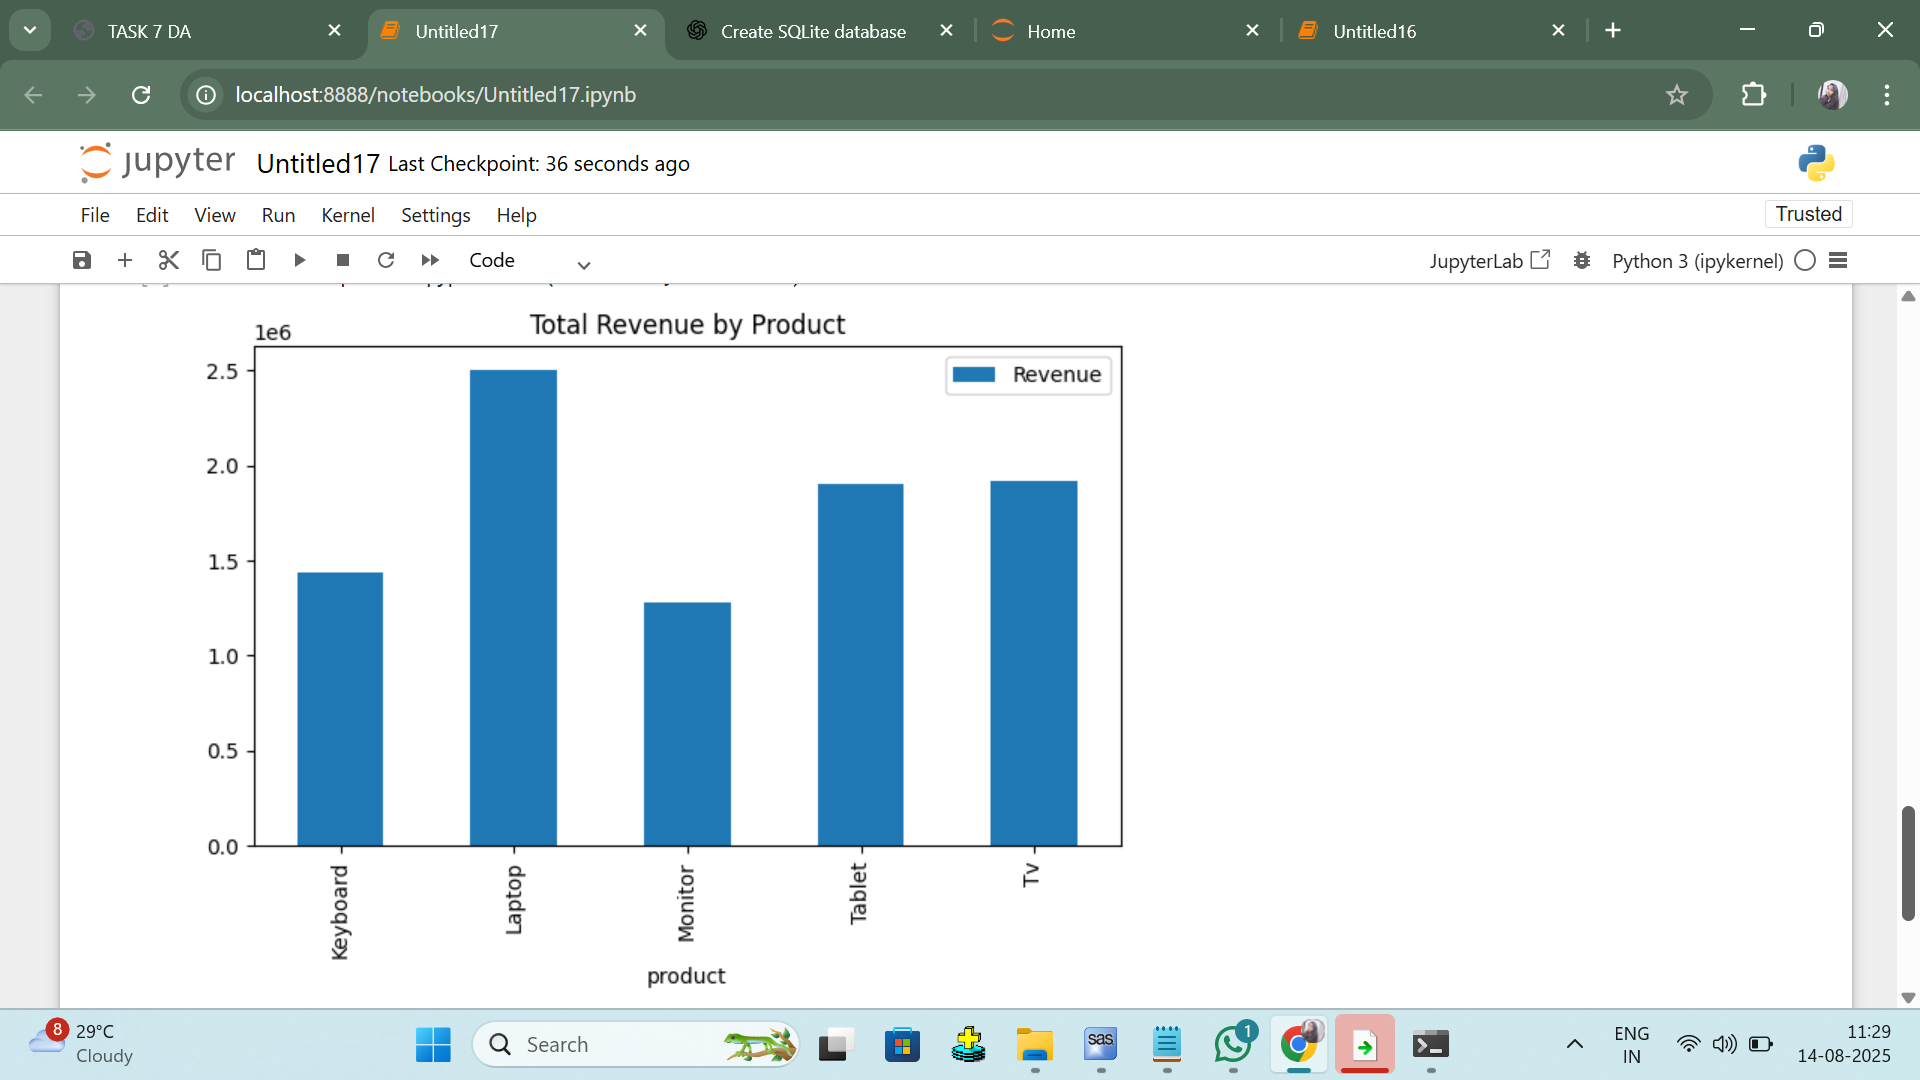 TASK 7 DA
Untitled17
Create SQLite database
Home
Untitled16
localhost:8888/notebooks/Untitled17.ipynb
jupyter Untitled17 Last Checkpoint: 36 seconds ago
File Edit View Run Kernel Settings Help
Trusted
Code
JupyterLab
Python 3 (ipykernel)
Total Revenue by Product
1e6
Revenue
2.5
2.0
1.5
1.0
0.5
0.0
Keyboard
Laptop
Monitor
Tablet
Tv
product
8
29°C
Cloudy
Search
sas
1
ENG
IN
11:29
14-08-2025